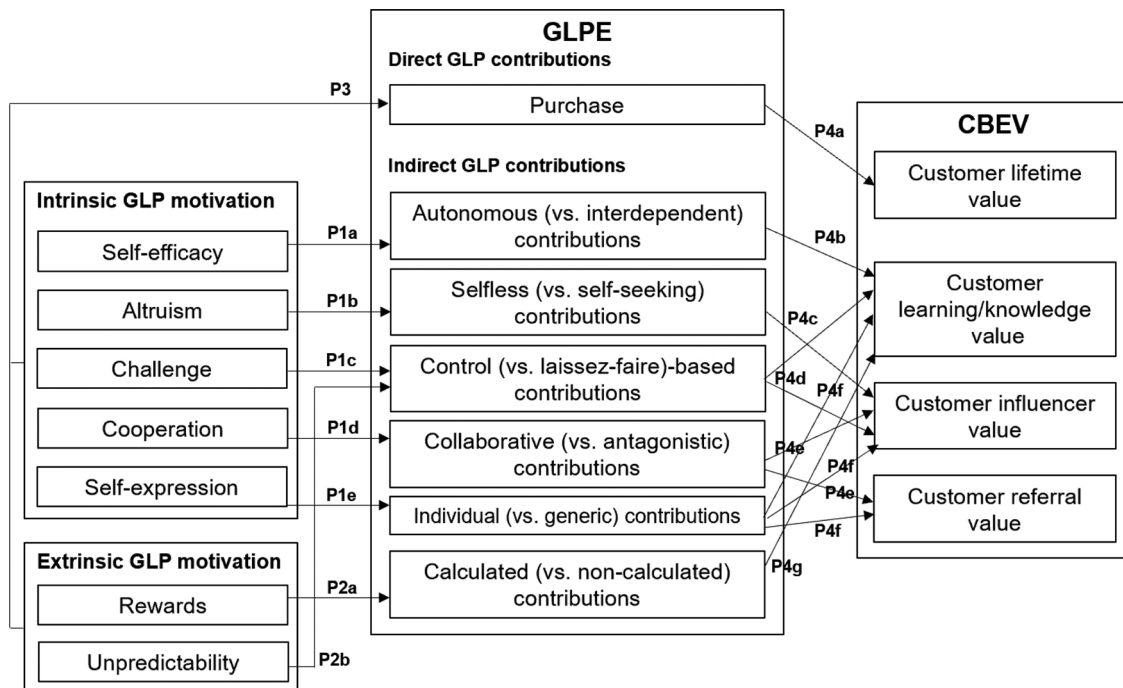 GLPE
Direct GLP contributions
P3
Purchase
P4a
CBEV
Customer lifetime
value
Indirect GLP contributions
Intrinsic GLP motivation
Self-efficacy
P1a
Autonomous (vs. interdependent)
contributions
P4b
Altruism
P1b
Selfless (vs. self-seeking)
contributions
P4c
Customer
learning/knowledge
value
Challenge
P1c
Control (vs. laissez-faire)-based
contributions
P4d
P4f
Cooperation
P1d
Collaborative (vs. antagonistic)
contributions
P4e
P4f
P4e
Customer influencer
value
Self-expression
P1e
Individual (vs. generic) contributions
P4f
Customer referral
value
Extrinsic GLP motivation
Rewards
P2a
Calculated (vs. non-calculated)
contributions
P4g
Unpredictability
P2b